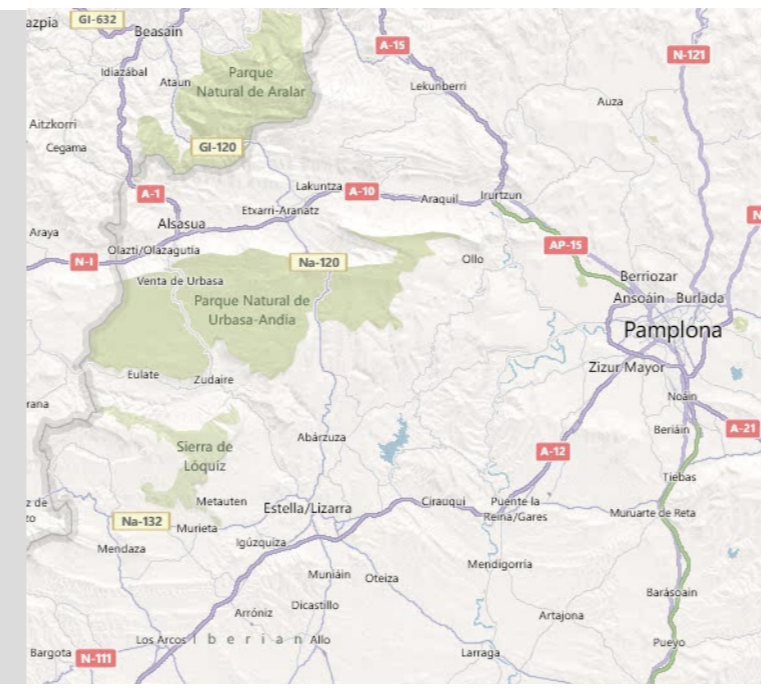 azpia
GI-632
Beasain
A-15
N-121
Idiazábal
Ataun
Parque
Natural de Aralar
Lekunberri
Auza
Aitzkorri
Cegama
GI-120
A-1
Lakuntza
A-10
Araquil
Irurtzun
Etxarri-Aranatz
N
Araya
Alsasua
Olazti/Olazagutía
N-I
Na-120
AP-15
Ollo
Venta de Urbasa
Berriozar
Parque Natural de
Urbasa-Andia
Ansoáin
Burlada
Pamplona
Eulate
Zudaire
Zizur Mayor
Noáin
rana
Beriáin
A-21
Abárzuza
Sierra de
Lóquiz
A-12
Tiebas
z de
zo
Metauten
Estella/Lizarra
Cirauqui
Puente la
Reina/Gares
Muruarte de Reta
Na-132
Murieta
Mendaza
Igúzquiza
Mendigorría
Muniáin
Oteiza
Barásoain
Arróniz
Dicastillo
Artajona
Los Arcos
Iberian
Allo
Pueyo
Bargota
N-111
Larraga